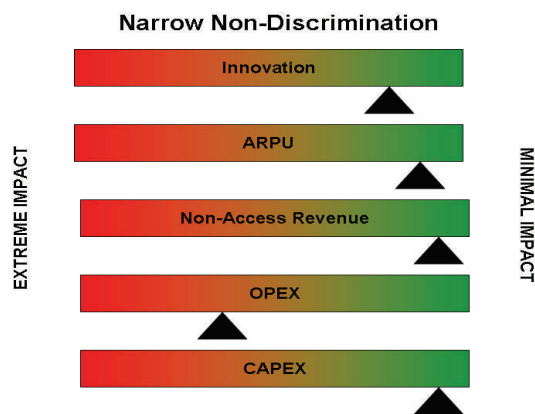 Narrow Non-Discrimination
Innovation
ARPU
EXTREME IMPACT
MINIMAL IMPACT
Non-Access Revenue
OPEX
CAPEX